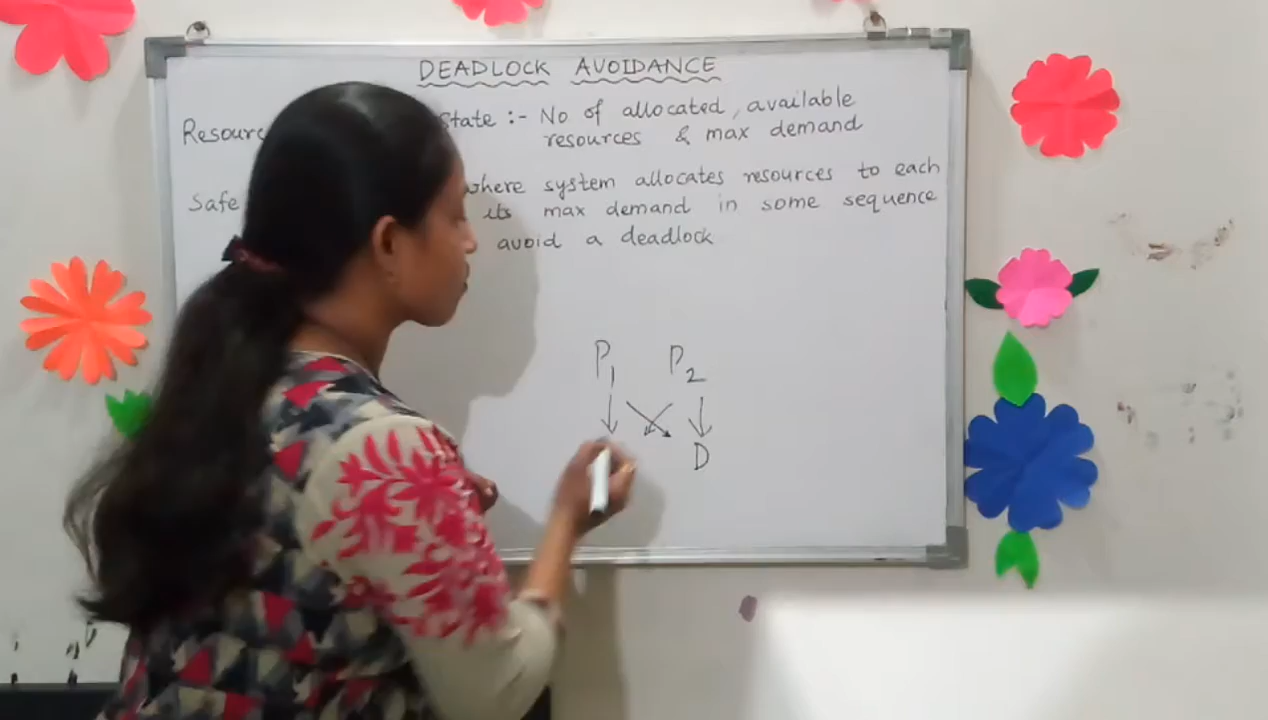 DEADLOCK AVOIDANCE
State :- No of allocated, available
resources & max demand
Safe where system allocates resources to each
its max demand in some sequence
avoid a deadlock
P1 P2
D